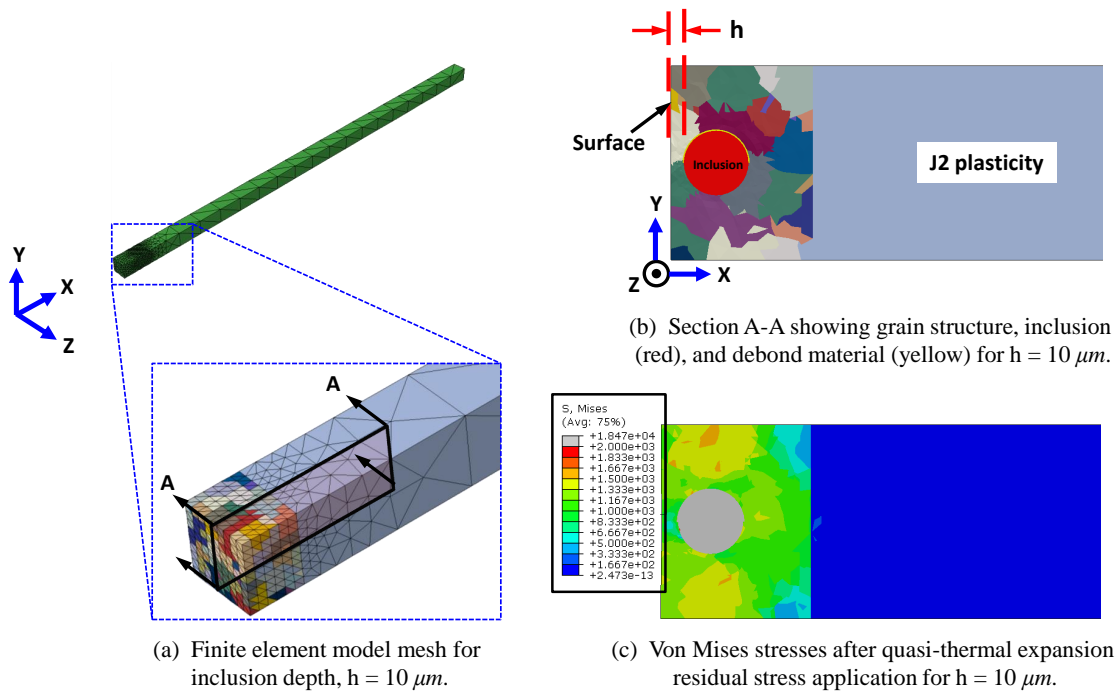 Y
X
Z
A
A
(a) Finite element model mesh for
inclusion depth, h = 10 μm.
h
Surface
Inclusion
J2 plasticity
Y
Z
X
(b) Section A-A showing grain structure, inclusion
(red), and debond material (yellow) for h = 10 μm.
S, Mises
(Avg: 75%)
+1.847e+04
+2.000e+03
+1.833e+03
+1.667e+03
+1.500e+03
+1.333e+03
+1.167e+03
+1.000e+03
+8.333e+02
+6.667e+02
+5.000e+02
+3.333e+02
+1.667e+02
+2.473e-13
(c) Von Mises stresses after quasi-thermal expansion
residual stress application for h = 10 μm.